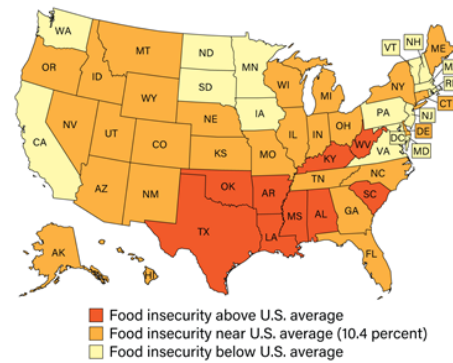 WA
MT
ND
MN
VT
NH
ME
OR
ID
SD
WI
MI
NY
WY
IA
PA
RI
CT
NV
NE
NJ
CA
UT
CO
IL
IN
OH
DE
KS
MO
KY
WV
VA
DC
MD
AZ
NM
OK
AR
TN
NC
TX
LA
MS
AL
GA
SC
FL
AK
HI
Food insecurity above U.S. average
Food insecurity near U.S. average (10.4 percent)
Food insecurity below U.S. average